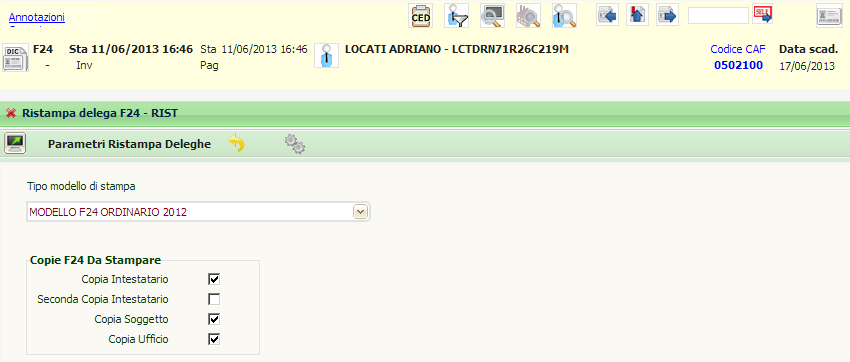 Annotazioni
CED
SELE
DIC F24 Sta 11/06/2013 16:46 Sta 11/06/2013 16:46 LOCATI ADRIANO - LCTDRN71R26C219M Codice CAF Data scad.
- Inv Pag 0502100 17/06/2013
Ristampa delega F24 - RIST
Parametri Ristampa Deleghe
Tipo modello di stampa
MODELLO F24 ORDINARIO 2012
Copie F24 Da Stampare
Copia Intestatario
Seconda Copia Intestatario
Copia Soggetto
Copia Ufficio